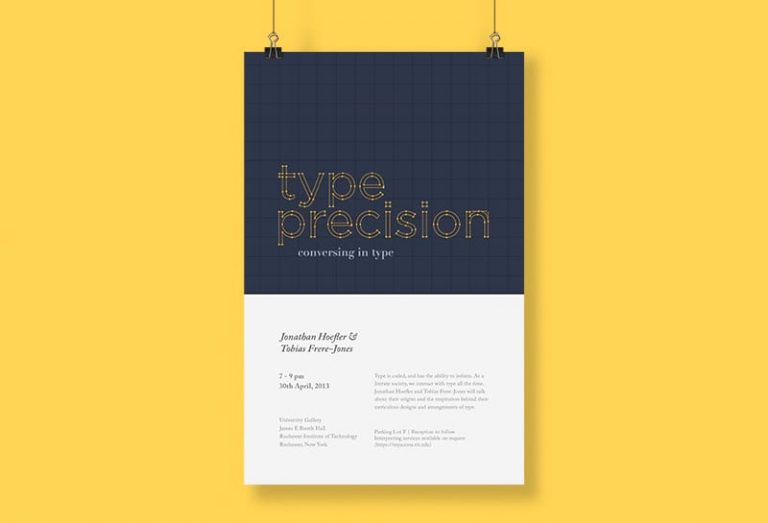 type
precision
conversing in type
Jonathan Hoefler &
Tobias Frere-Jones
7 - 9 pm
30th April, 2013
Type is coded, and has the ability to inform. As a
literate society, we interact with type all the time.
Jonathan Hoefler and Tobias Frere-Jones will talk
about their origins and the inspiration behind their
meticulous designs and arrangements of type.
University Gallery
James E Booth Hall
Rochester Institute of Technology
Rochester, New York
Parking Lot F | Reception to follow
Interpreting services available on request